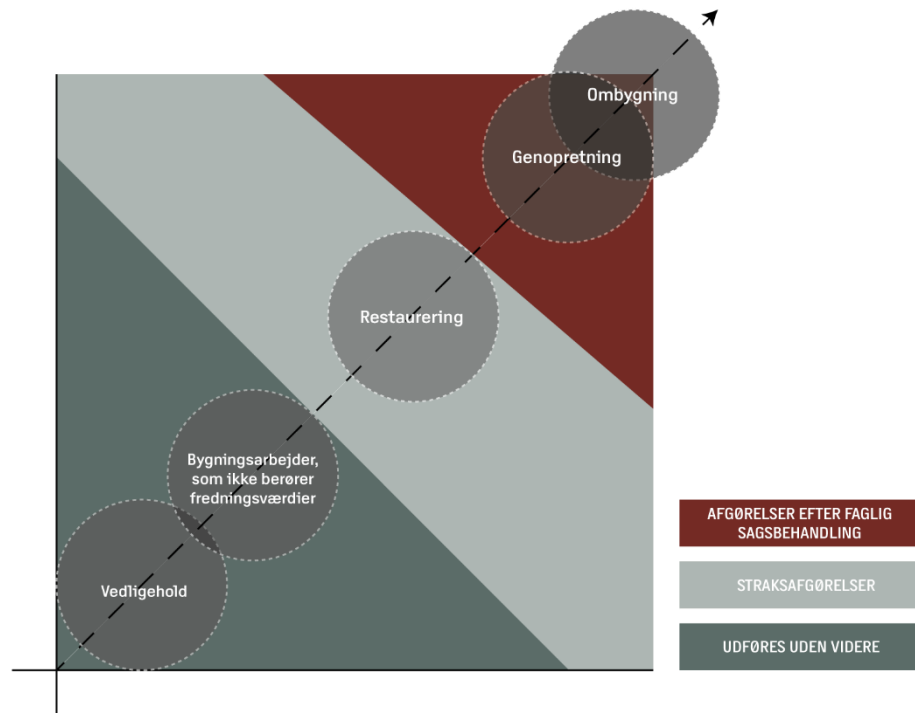 Ombygning
Genopretning
Restaurering
Bygningsarbejder,
som ikke berører
fredningsværdier
Vedligehold
AFGØRELSER EFTER FAGLIG
SAGSBEHANDLING
STRAKSAFGØRELSER
UDFØRES UDEN VIDERE